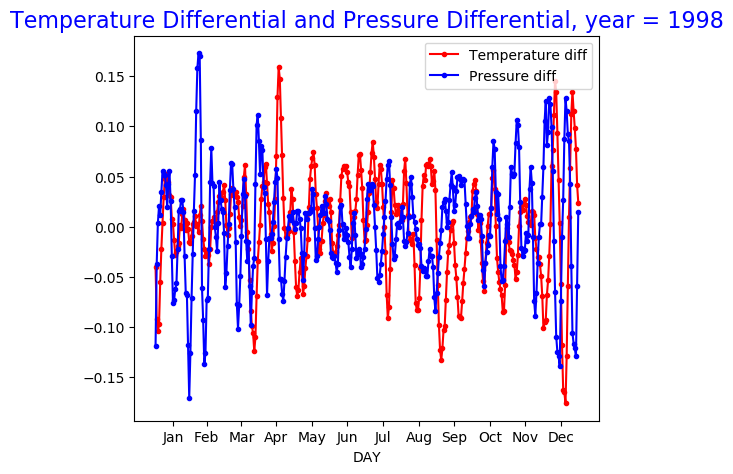 Temperature Differential and Pressure Differential, year = 1998
Temperature diff
Pressure diff
0.15
0.10
0.05
0.00
−0.05
−0.10
−0.15
Jan Feb Mar Apr May Jun Jul Aug Sep Oct Nov Dec
DAY